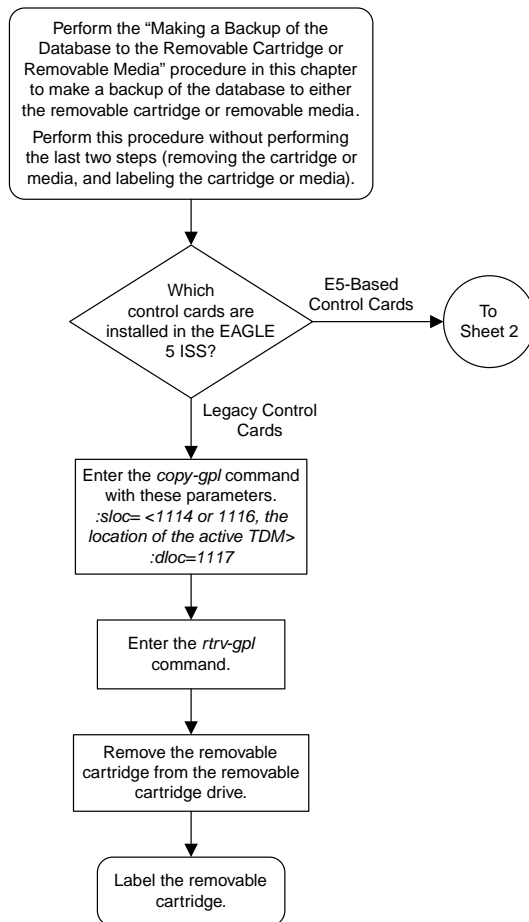 Perform the “Making a Backup of the
Database to the Removable Cartridge or
Removable Media” procedure in this chapter
to make a backup of the database to either
the removable cartridge or removable media.
Perform this procedure without performing
the last two steps (removing the cartridge or
media, and labeling the cartridge or media).
Which
control cards are
installed in the EAGLE
5 ISS?
E5-Based
Control Cards
To
Sheet 2
Legacy Control
Cards
Enter the copy-gpl command
with these parameters.
:sloc= <1114 or 1116, the
location of the active TDM>
:dloc=1117
Enter the rtrv-gpl
command.
Remove the removable
cartridge from the removable
cartridge drive.
Label the removable
cartridge.